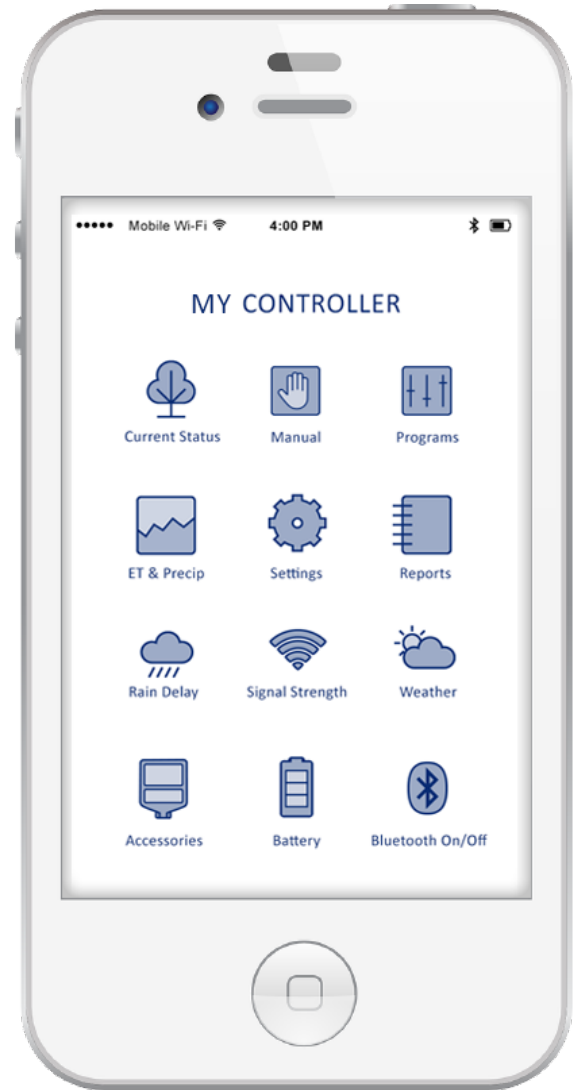 Mobile Wi-Fi 4:00 PM
MY CONTROLLER
Current Status Manual Programs
ET & Precip Settings Reports
Rain Delay Signal Strength Weather
Accessories Battery Bluetooth On/Off